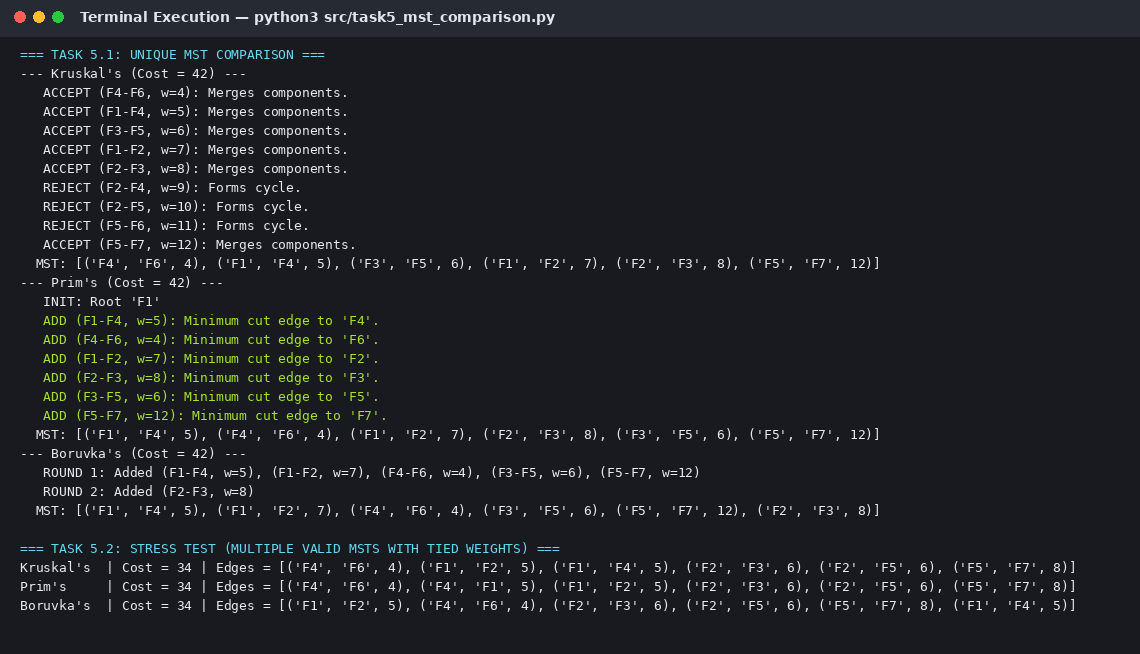 Terminal Execution — python3 src/task5_mst_comparison.py
=== TASK 5.1: UNIQUE MST COMPARISON ===
--- Kruskal's (Cost = 42) ---
ACCEPT (F4-F6, w=4): Merges components.
ACCEPT (F1-F4, w=5): Merges components.
ACCEPT (F3-F5, w=6): Merges components.
ACCEPT (F1-F2, w=7): Merges components.
ACCEPT (F2-F3, w=8): Merges components.
REJECT (F2-F4, w=9): Forms cycle.
REJECT (F2-F5, w=10): Forms cycle.
REJECT (F5-F6, w=11): Forms cycle.
ACCEPT (F5-F7, w=12): Merges components.
MST: [('F4', 'F6', 4), ('F1', 'F4', 5), ('F3', 'F5', 6), ('F1', 'F2', 7), ('F2', 'F3', 8), ('F5', 'F7', 12)]
--- Prim's (Cost = 42) ---
INIT: Root 'F1'
ADD (F1-F4, w=5): Minimum cut edge to 'F4'.
ADD (F4-F6, w=4): Minimum cut edge to 'F6'.
ADD (F1-F2, w=7): Minimum cut edge to 'F2'.
ADD (F2-F3, w=8): Minimum cut edge to 'F3'.
ADD (F3-F5, w=6): Minimum cut edge to 'F5'.
ADD (F5-F7, w=12): Minimum cut edge to 'F7'.
MST: [('F1', 'F4', 5), ('F4', 'F6', 4), ('F1', 'F2', 7), ('F2', 'F3', 8), ('F3', 'F5', 6), ('F5', 'F7', 12)]
--- Boruvka's (Cost = 42) ---
ROUND 1: Added (F1-F4, w=5), (F1-F2, w=7), (F4-F6, w=4), (F3-F5, w=6), (F5-F7, w=12)
ROUND 2: Added (F2-F3, w=8)
MST: [('F1', 'F4', 5), ('F1', 'F2', 7), ('F4', 'F6', 4), ('F3', 'F5', 6), ('F5', 'F7', 12), ('F2', 'F3', 8)]
=== TASK 5.2: STRESS TEST (MULTIPLE VALID MSTS WITH TIED WEIGHTS) ===
Kruskal's  | Cost = 34 | Edges = [('F4', 'F6', 4), ('F1', 'F2', 5), ('F1', 'F4', 5), ('F2', 'F3', 6), ('F2', 'F5', 6), ('F5', 'F7', 8)]
Prim's     | Cost = 34 | Edges = [('F4', 'F6', 4), ('F4', 'F1', 5), ('F1', 'F2', 5), ('F2', 'F3', 6), ('F2', 'F5', 6), ('F5', 'F7', 8)]
Boruvka's  | Cost = 34 | Edges = [('F1', 'F2', 5), ('F4', 'F6', 4), ('F2', 'F3', 6), ('F2', 'F5', 6), ('F5', 'F7', 8), ('F1', 'F4', 5)]